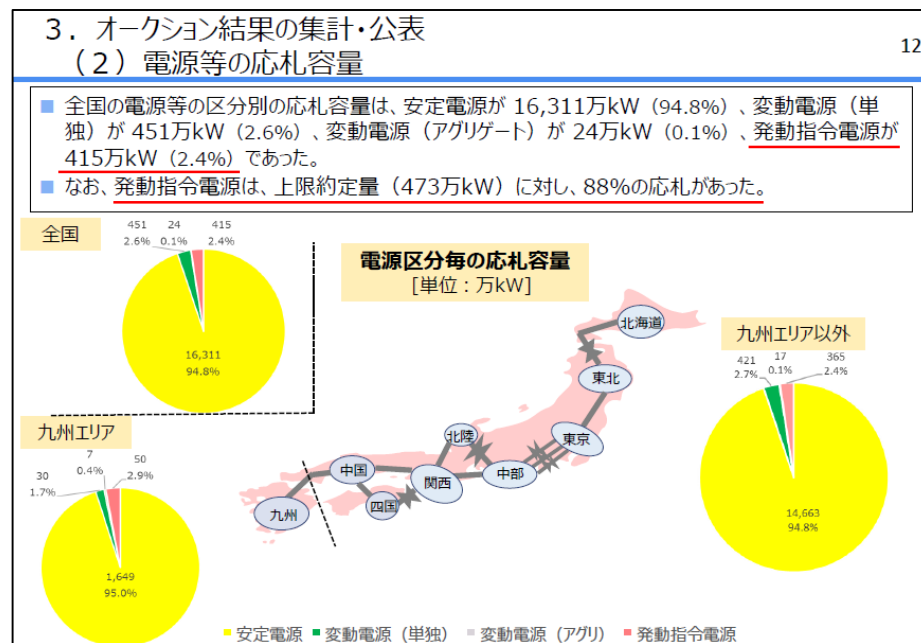 3．オークション結果の集計・公表
（2）電源等の応札容量
12
■ 全国の電源等の区分別の応札容量は、安定電源が 16,311万kW（94.8%）、変動電源（単
独）が 451万kW（2.6%）、変動電源（アグリゲート）が 24万kW（0.1%）、発動指令電源が
415万kW（2.4%）であった。
■ なお、発動指令電源は、上限約定量（473万kW）に対し、88%の応札があった。
全国
451 24 415
2.6% 0.1% 2.4%
16,311
94.8%
電源区分毎の応札容量
[単位：万kW]
北海道
東北
東京
北陸
中部
関西
中国
四国
九州
九州エリア以外
421 17 365
2.7% 0.1% 2.4%
14,663
94.8%
九州エリア
30 7 50
1.7% 0.4% 2.9%
1,649
95.0%
安定電源 変動電源（単独） 変動電源（アグリ） 発動指令電源